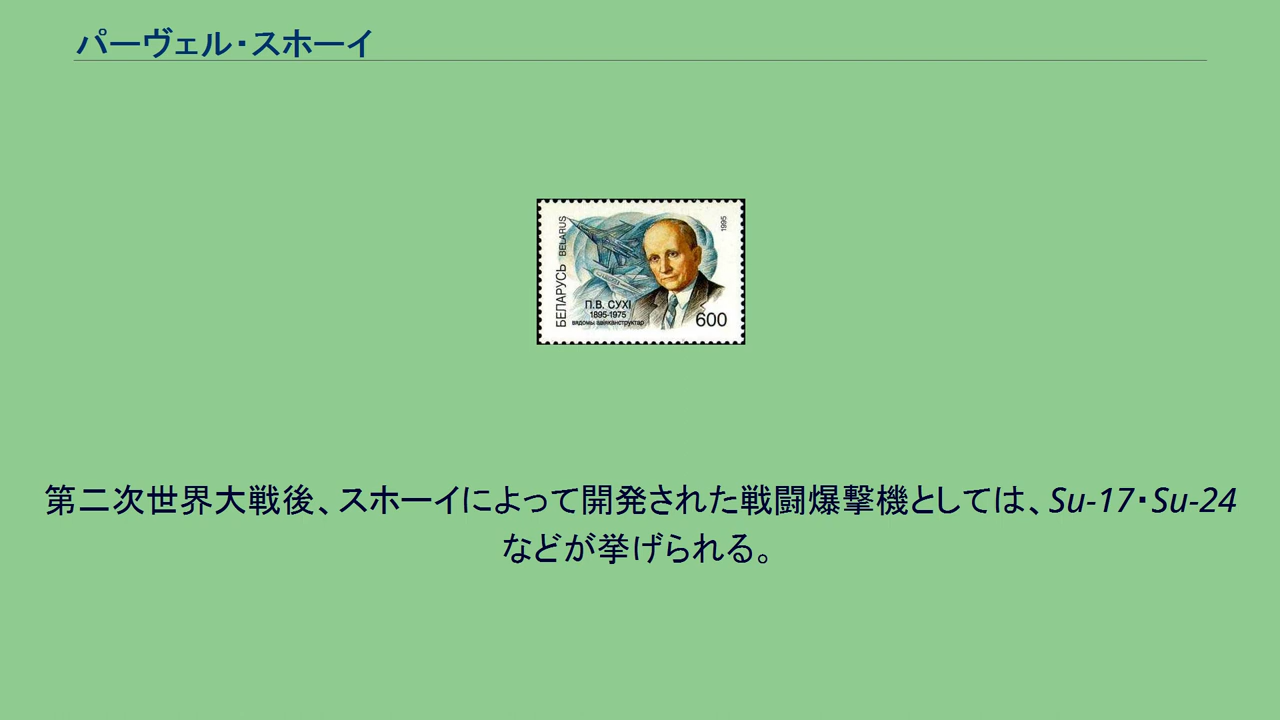 パーヴェル・スホーイ
БЕЛАРУСЬ BELARUS
1995
П.В. СУХІ
1895-1975
вядомы авіяканструктар
600
第二次世界大戦後、スホーイによって開発された戦闘爆撃機としては、Su-17・Su-24
などが挙げられる。